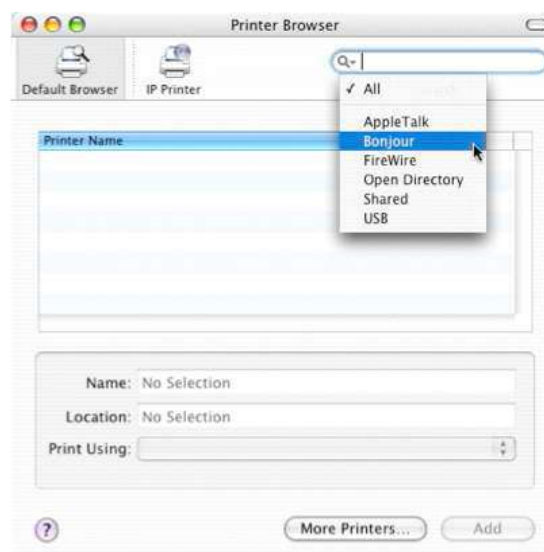 Printer Browser
Default Browser
IP Printer
✓ All
AppleTalk
Bonjour
FireWire
Open Directory
Shared
USB
Printer Name
Name: No Selection
Location: No Selection
Print Using:
? More Printers... Add